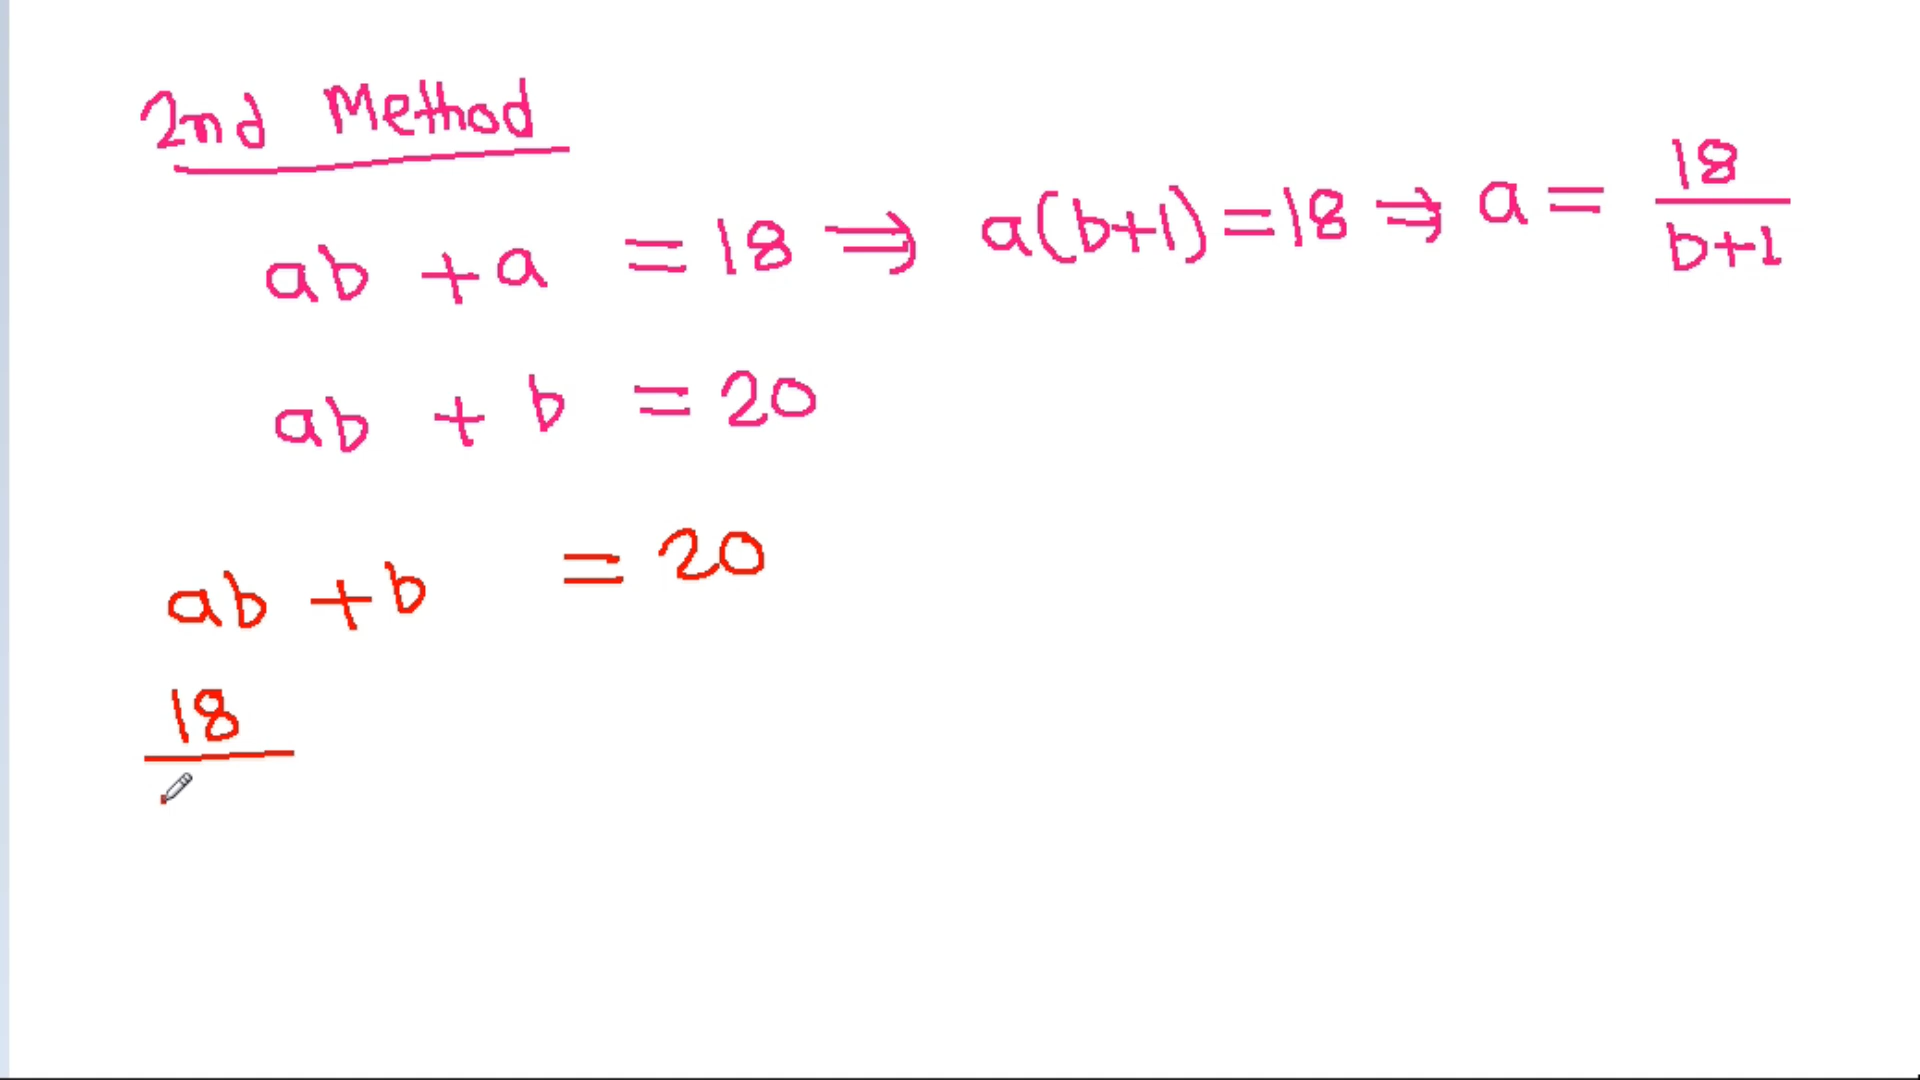 2nd Method
ab + a = 18 ⇒ a(b+1) = 18 ⇒ a = 18/b+1
ab + b = 20
ab + b = 20
18